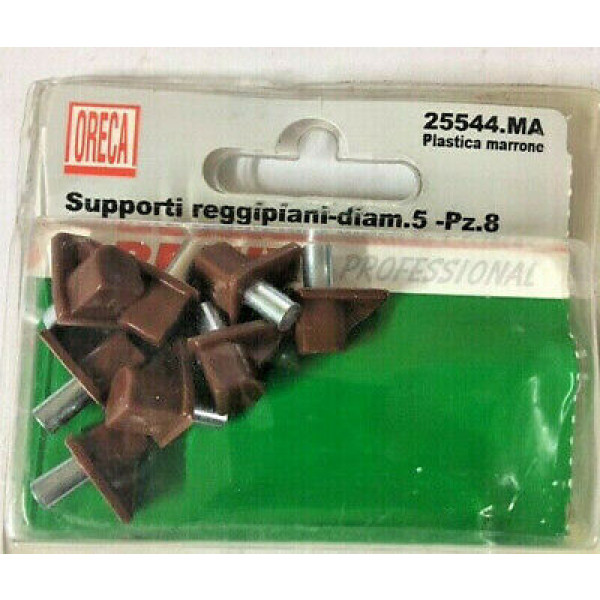 ORECA
25544.MA
Plastica marrone
Supporti reggipiani-diam.5 -Pz.8
PROFESSIONAL